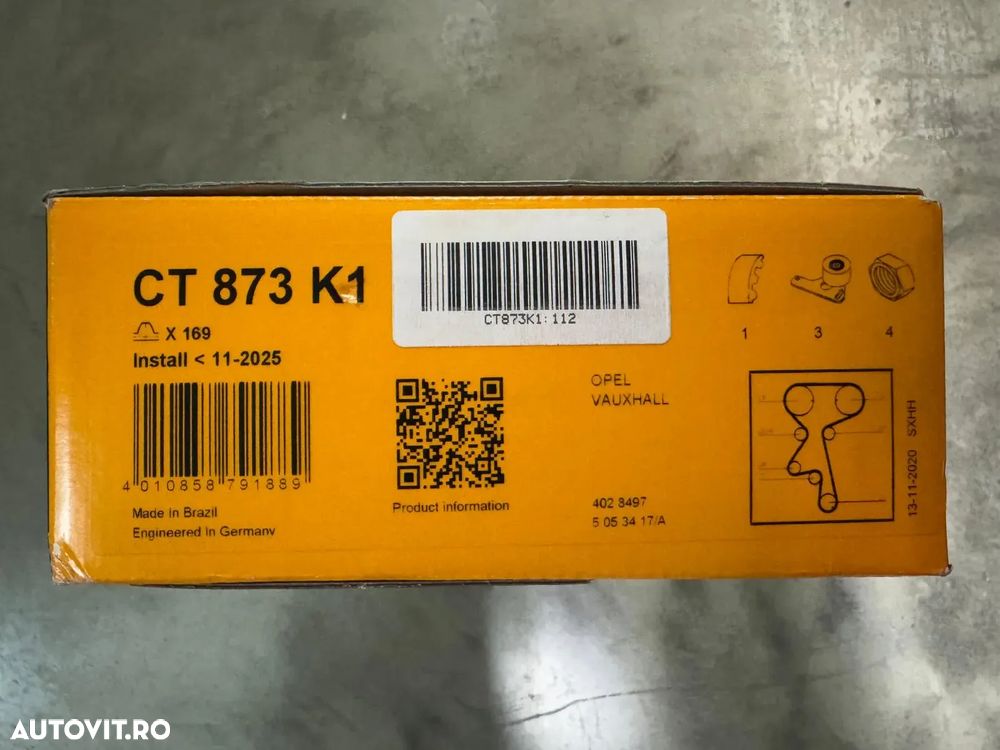 CT 873 K1
X 169
Install < 11-2025
4 010858 791889
Made In Brazil
Engineered In Germany
CT873K1:112
Product information
OPEL
VAUXHALL
402 8497
5 05 34 17/A
1 3 4
13-11-2020 SXHH
AUTOVIT.RO